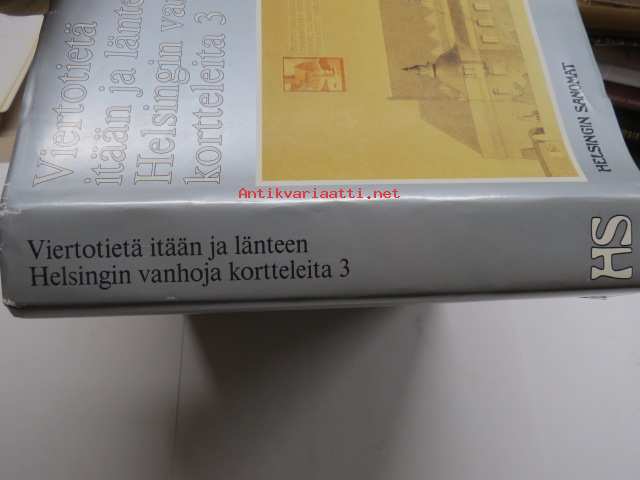 Viertotietä
itään ja länte
Helsingin van
kortteleita 3
HELSINGIN SANOMAT
Antikvariaatti.net
Viertotietä itään ja länteen
Helsingin vanhoja kortteleita 3
HS